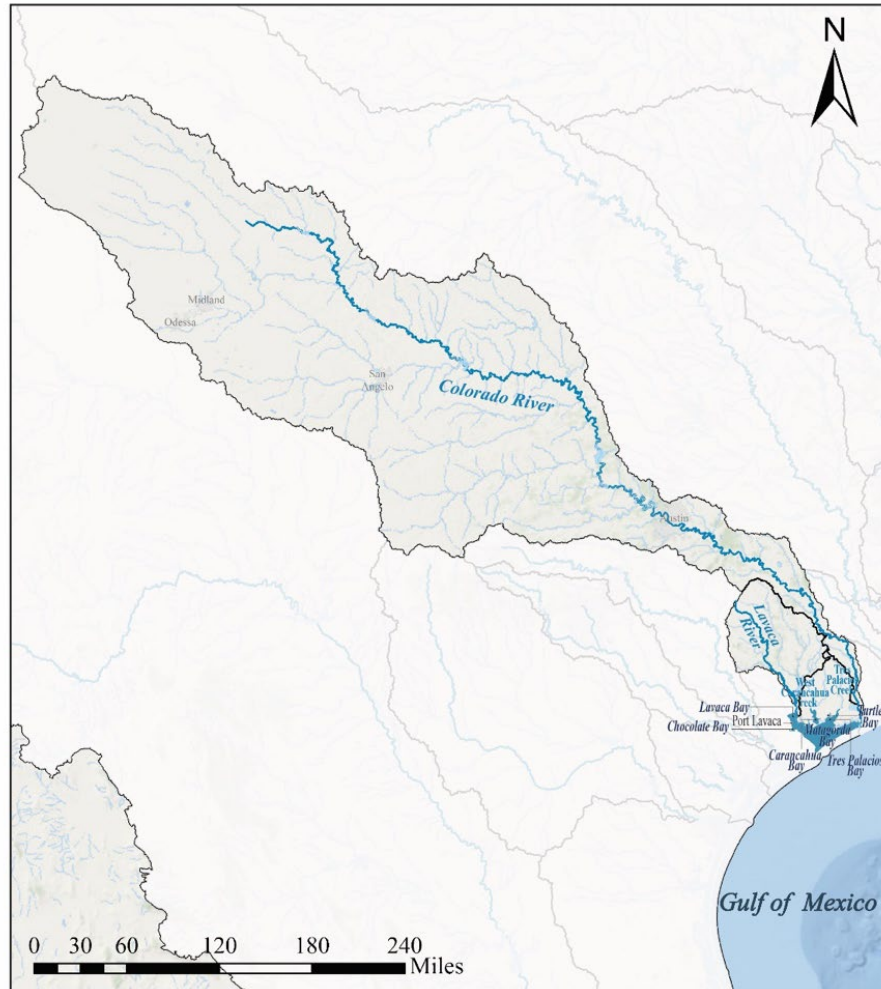 N
Midland
Odessa
San
Angelo
Colorado River
Austin
Lavaca
River
West
Carancahua
Creek
Tres
Palacios
Creek
Lavaca Bay
Port Lavaca
Chocolate Bay
Matagorda
Bay
Turtle
Bay
Carancahua
Bay
Tres Palacios
Bay
Gulf of Mexico
0 30 60 120 180 240
Miles